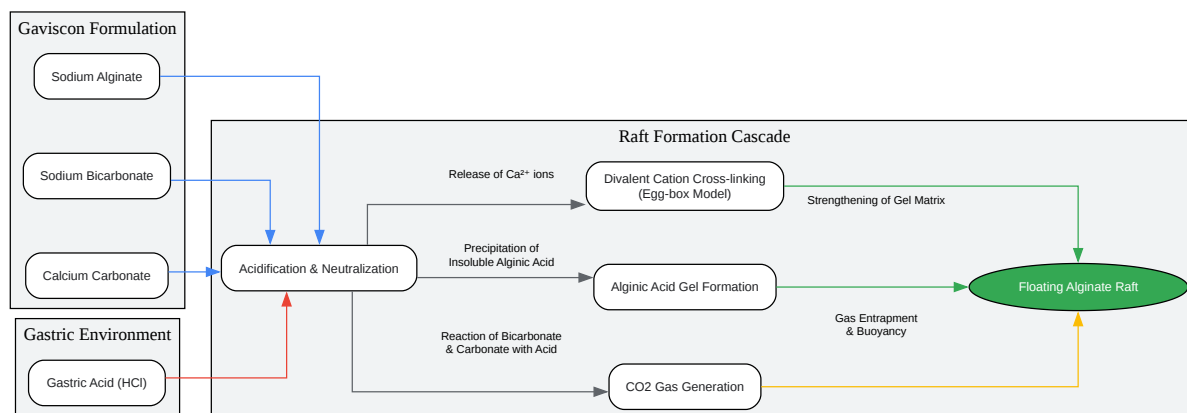 Gaviscon Formulation
Sodium Alginate
Sodium Bicarbonate
Calcium Carbonate
Gastric Environment
Gastric Acid (HCl)
Raft Formation Cascade
Acidification & Neutralization
Release of Ca²⁺ ions
Divalent Cation Cross-linking
(Egg-box Model)
Strengthening of Gel Matrix
Precipitation of
Insoluble Alginic Acid
Alginic Acid Gel Formation
Floating Alginate Raft
Gas Entrapment
& Buoyancy
Reaction of Bicarbonate
& Carbonate with Acid
CO2 Gas Generation